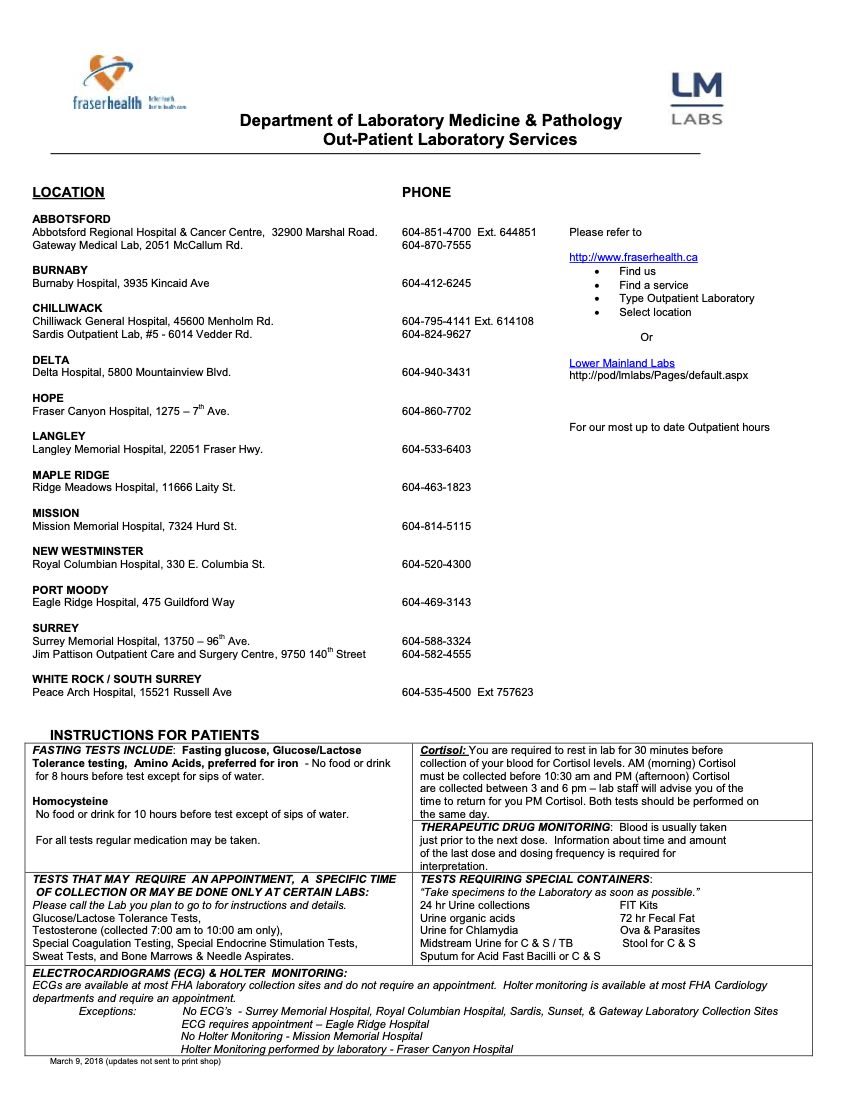 fraserhealth Better health. Best in health care.
LM
LABS
Department of Laboratory Medicine & Pathology
Out-Patient Laboratory Services
LOCATION PHONE
ABBOTSFORD
Abbotsford Regional Hospital & Cancer Centre, 32900 Marshal Road. 604-851-4700 Ext. 644851
Gateway Medical Lab, 2051 McCallum Rd. 604-870-7555
BURNABY
Burnaby Hospital, 3935 Kincaid Ave 604-412-6245
CHILLIWACK
Chilliwack General Hospital, 45600 Menholm Rd. 604-795-4141 Ext. 614108
Sardis Outpatient Lab, #5 - 6014 Vedder Rd. 604-824-9627
DELTA
Delta Hospital, 5800 Mountainview Blvd. 604-940-3431
HOPE
Fraser Canyon Hospital, 1275 – 7th Ave. 604-860-7702
LANGLEY
Langley Memorial Hospital, 22051 Fraser Hwy. 604-533-6403
MAPLE RIDGE
Ridge Meadows Hospital, 11666 Laity St. 604-463-1823
MISSION
Mission Memorial Hospital, 7324 Hurd St. 604-814-5115
NEW WESTMINSTER
Royal Columbian Hospital, 330 E. Columbia St. 604-520-4300
PORT MOODY
Eagle Ridge Hospital, 475 Guildford Way 604-469-3143
SURREY
Surrey Memorial Hospital, 13750 – 96th Ave. 604-588-3324
Jim Pattison Outpatient Care and Surgery Centre, 9750 140th Street 604-582-4555
WHITE ROCK / SOUTH SURREY
Peace Arch Hospital, 15521 Russell Ave 604-535-4500 Ext 757623
Please refer to
http://www.fraserhealth.ca
• Find us
• Find a service
• Type Outpatient Laboratory
• Select location
Or
Lower Mainland Labs
http://pod/lmlabs/Pages/default.aspx
For our most up to date Outpatient hours
INSTRUCTIONS FOR PATIENTS
FASTING TESTS INCLUDE: Fasting glucose, Glucose/Lactose
Tolerance testing, Amino Acids, preferred for iron - No food or drink
for 8 hours before test except for sips of water.
Homocysteine
No food or drink for 10 hours before test except of sips of water.
For all tests regular medication may be taken.
Cortisol: You are required to rest in lab for 30 minutes before
collection of your blood for Cortisol levels. AM (morning) Cortisol
must be collected before 10:30 am and PM (afternoon) Cortisol
are collected between 3 and 6 pm – lab staff will advise you of the
time to return for you PM Cortisol. Both tests should be performed on
the same day.
THERAPEUTIC DRUG MONITORING: Blood is usually taken
just prior to the next dose. Information about time and amount
of the last dose and dosing frequency is required for
interpretation.
TESTS THAT MAY REQUIRE AN APPOINTMENT, A SPECIFIC TIME
OF COLLECTION OR MAY BE DONE ONLY AT CERTAIN LABS:
Please call the Lab you plan to go to for instructions and details.
Glucose/Lactose Tolerance Tests,
Testosterone (collected 7:00 am to 10:00 am only),
Special Coagulation Testing, Special Endocrine Stimulation Tests,
Sweat Tests, and Bone Marrows & Needle Aspirates.
TESTS REQUIRING SPECIAL CONTAINERS:
“Take specimens to the Laboratory as soon as possible.”
24 hr Urine collections FIT Kits
Urine organic acids 72 hr Fecal Fat
Urine for Chlamydia Ova & Parasites
Midstream Urine for C & S / TB Stool for C & S
Sputum for Acid Fast Bacilli or C & S
ELECTROCARDIOGRAMS (ECG) & HOLTER MONITORING:
ECGs are available at most FHA laboratory collection sites and do not require an appointment. Holter monitoring is available at most FHA Cardiology
departments and require an appointment.
Exceptions: No ECG’s - Surrey Memorial Hospital, Royal Columbian Hospital, Sardis, Sunset, & Gateway Laboratory Collection Sites
ECG requires appointment – Eagle Ridge Hospital
No Holter Monitoring - Mission Memorial Hospital
Holter Monitoring performed by laboratory - Fraser Canyon Hospital
March 9, 2018 (updates not sent to print shop)